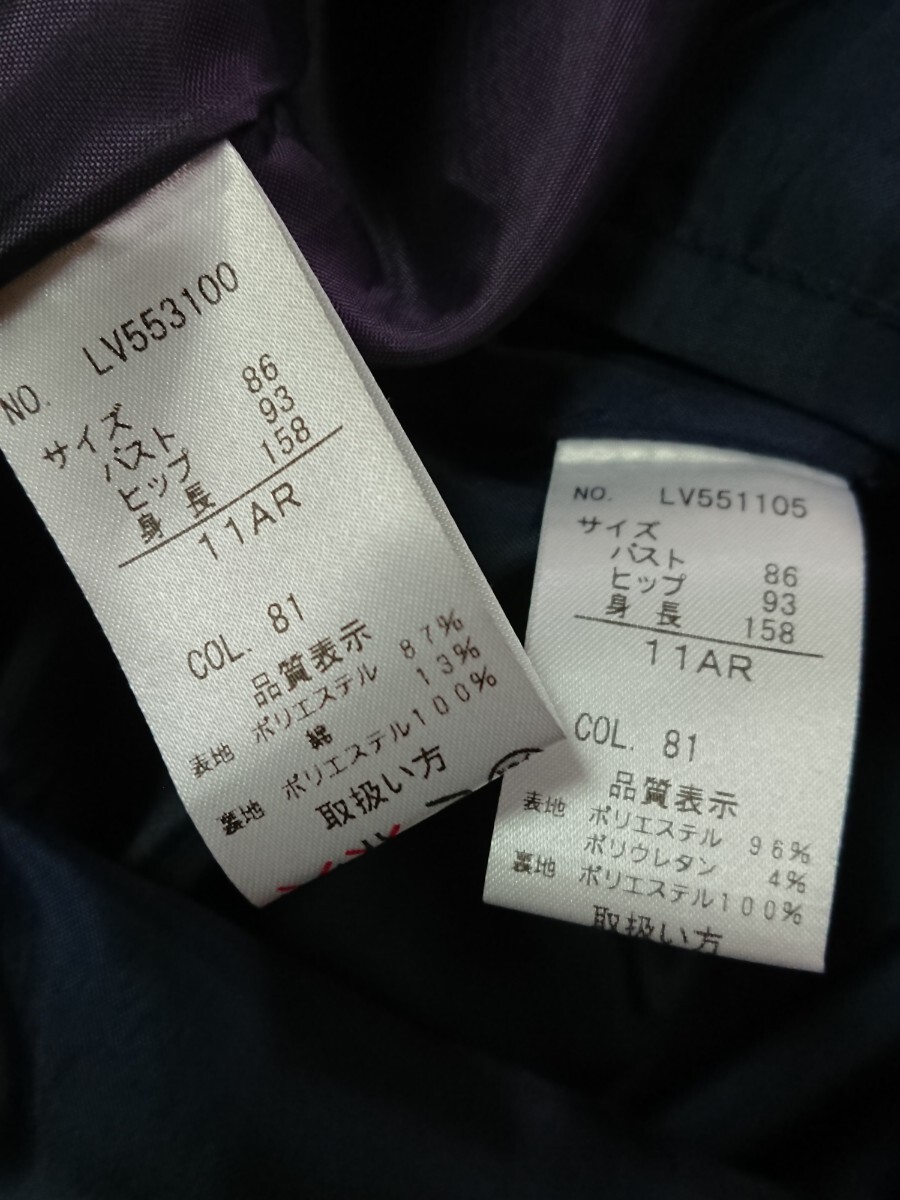 NO. LV553100
サイズ
バスト 86
ヒップ 93
身長 158
11AR
COL. 81
品質表示
表地 ポリエステル 87%
綿 13%
裏地 ポリエステル100%
取扱い方
NO. LV551105
サイズ
バスト 86
ヒップ 93
身長 158
11AR
COL. 81
品質表示
表地 ポリエステル 96%
ポリウレタン 4%
裏地 ポリエステル100%
取扱い方